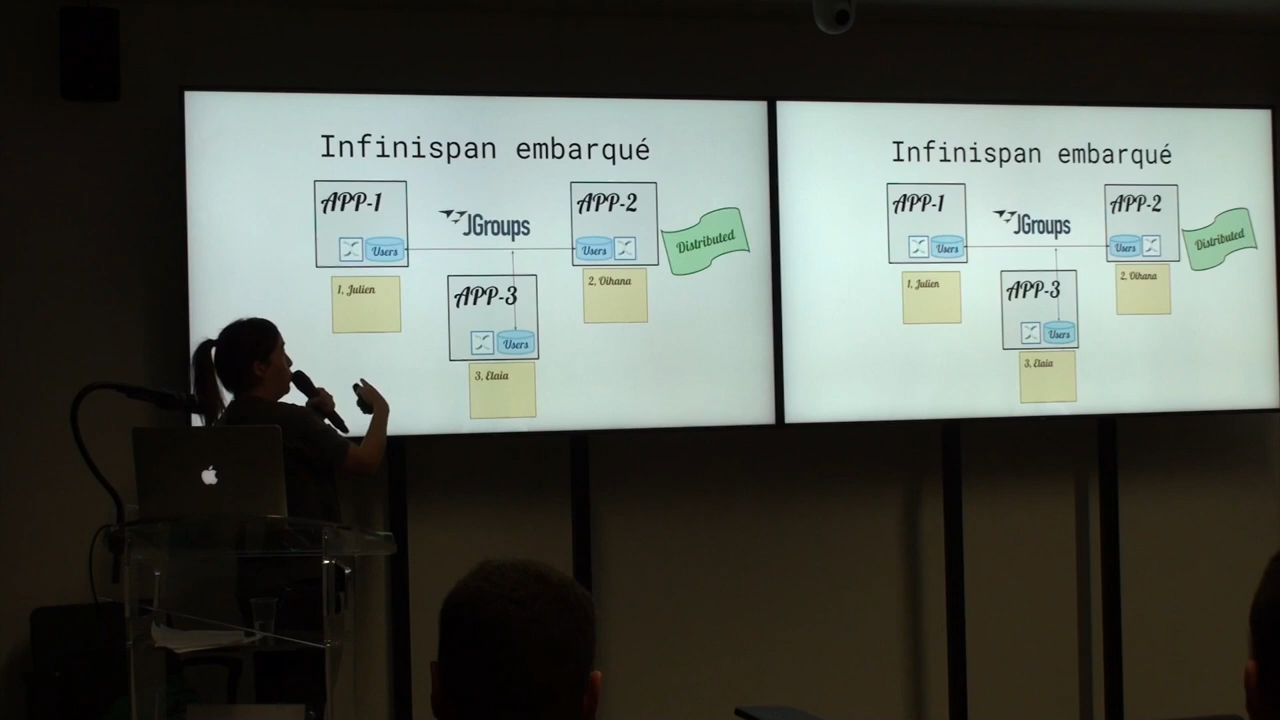 Infinispan embarqué
APP-1
JGroups
APP-2
Users
Users
Distributed
1, Julien
2, Oihana
APP-3
Users
3, Elaia
Infinispan embarqué
APP-1
JGroups
APP-2
Users
Users
Distributed
1, Julien
2, Oihana
APP-3
Users
3, Elaia